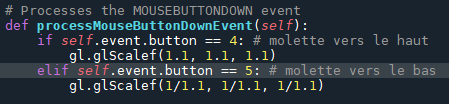 # Processes the MOUSEBUTTONDOWN event
def processMouseButtonDownEvent(self):
    if self.event.button == 4: # molette vers le haut
        gl.glScalef(1.1, 1.1, 1.1)
    elif self.event.button == 5: # molette vers le bas
        gl.glScalef(1/1.1, 1/1.1, 1/1.1)